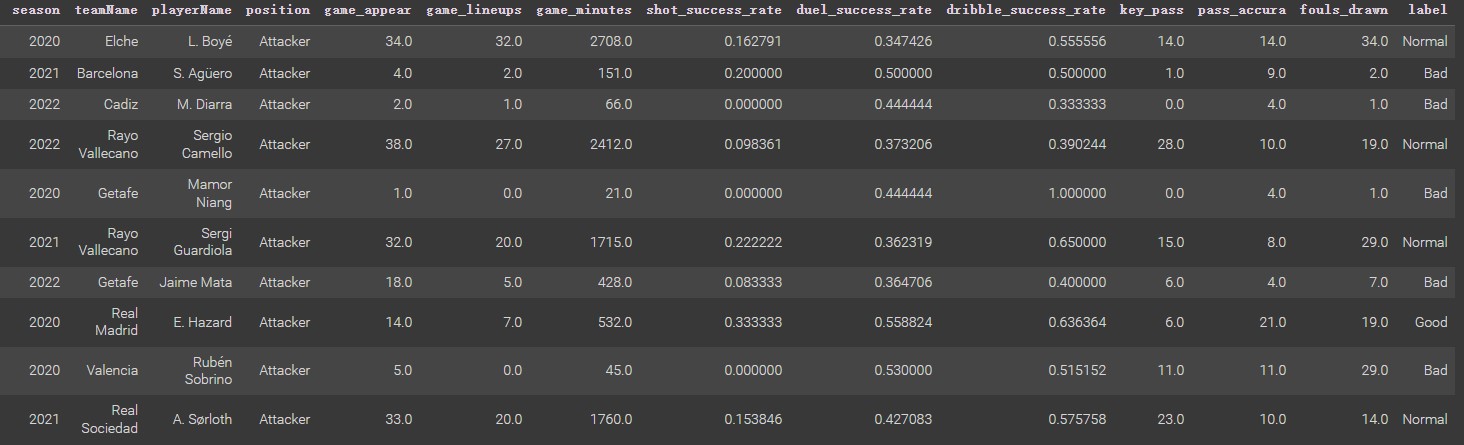 season teamName playerName position game_appear game_lineups game_minutes shot_success_rate duel_success_rate dribble_success_rate key_pass pass_accura fouls_drawn label
2020 Elche L. Boyé Attacker 34.0 32.0 2708.0 0.162791 0.347426 0.555556 14.0 14.0 34.0 Normal
2021 Barcelona S. Agüero Attacker 4.0 2.0 151.0 0.200000 0.500000 0.500000 1.0 9.0 2.0 Bad
2022 Cadiz M. Diarra Attacker 2.0 1.0 66.0 0.000000 0.444444 0.333333 0.0 4.0 1.0 Bad
Rayo Sergio
2022 Attacker 38.0 27.0 2412.0 0.098361 0.373206 0.390244 28.0 10.0 19.0 Normal
Vallecano Camello
Mamor
2020 Getafe Attacker 1.0 0.0 21.0 0.000000 0.444444 1.000000 0.0 4.0 1.0 Bad
Niang
Rayo Sergi
2021 Attacker 32.0 20.0 1715.0 0.222222 0.362319 0.650000 15.0 8.0 29.0 Normal
Vallecano Guardiola
2022 Getafe Jaime Mata Attacker 18.0 5.0 428.0 0.083333 0.364706 0.400000 6.0 4.0 7.0 Bad
Real
2020 E. Hazard Attacker 14.0 7.0 532.0 0.333333 0.558824 0.636364 6.0 21.0 19.0 Good
Madrid
Rubén
2020 Valencia Attacker 5.0 0.0 45.0 0.000000 0.530000 0.515152 11.0 11.0 29.0 Bad
Sobrino
Real
2021 A. Sørloth Attacker 33.0 20.0 1760.0 0.153846 0.427083 0.575758 23.0 10.0 14.0 Normal
Sociedad